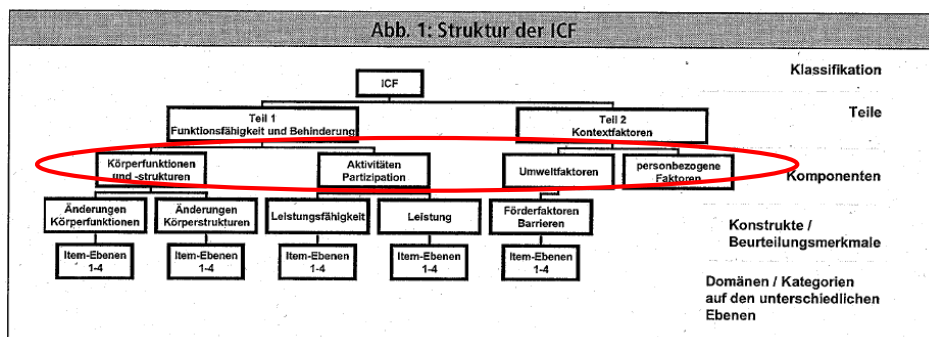 Abb. 1: Struktur der ICF
Klassifikation
ICF
Teile
Teil 1
Funktionsfähigkeit und Behinderung
Teil 2
Kontextfaktoren
Komponenten
Körperfunktionen
und -strukturen
Aktivitäten
Partizipation
Umweltfaktoren
personbezogene
Faktoren
Konstrukte /
Beurteilungsmerkmale
Änderungen
Körperfunktionen
Änderungen
Körperstrukturen
Leistungsfähigkeit
Leistung
Förderfaktoren
Barrieren
Domänen / Kategorien
auf den unterschiedlichen
Ebenen
Item-Ebenen
1-4
Item-Ebenen
1-4
Item-Ebenen
1-4
Item-Ebenen
1-4
Item-Ebenen
1-4